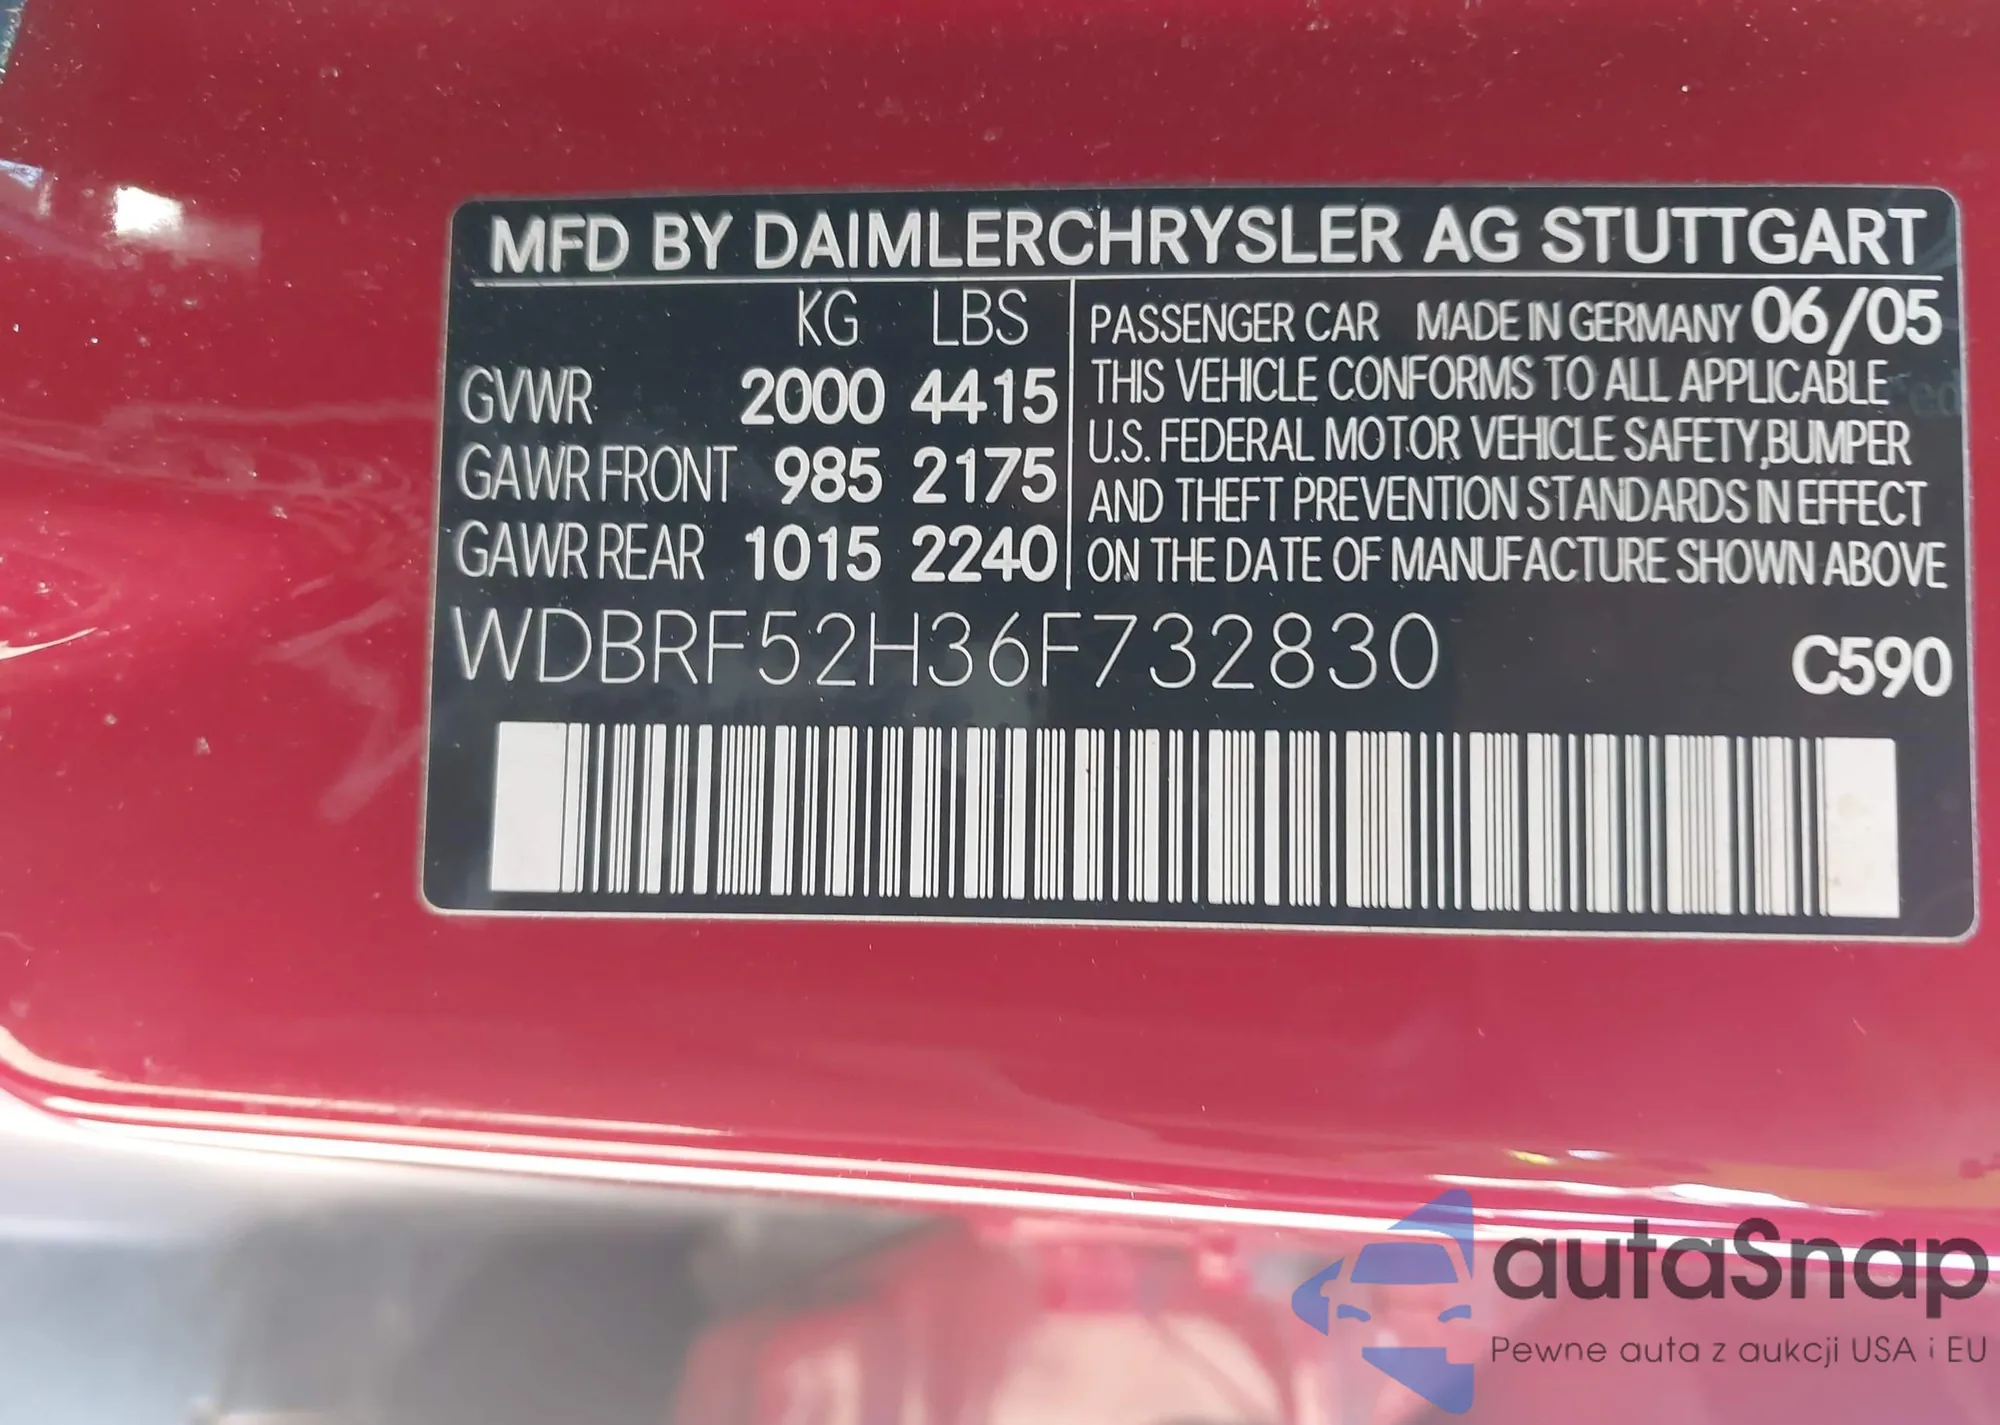 MFD BY DAIMLERCHRYSLER AG STUTTGART
KG LBS
GVWR 2000 4415
GAWR FRONT 985 2175
GAWR REAR 1015 2240
PASSENGER CAR MADE IN GERMANY 06/05
THIS VEHICLE CONFORMS TO ALL APPLICABLE
U.S. FEDERAL MOTOR VEHICLE SAFETY,BUMPER
AND THEFT PREVENTION STANDARDS IN EFFECT
ON THE DATE OF MANUFACTURE SHOWN ABOVE
WDBRF52H36F732830 C590
autaSnap
Pewne auta z aukcji USA i EU